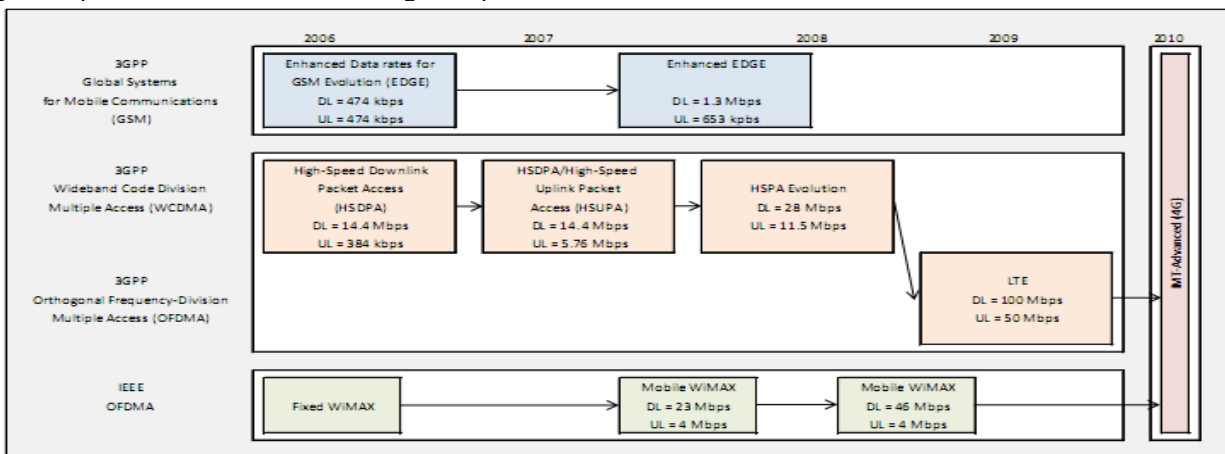 2006 2007 2008 2009 2010
3GPP
Global Systems
for Mobile Communications
(GSM)
Enhanced Data rates for
GSM Evolution (EDGE)
DL = 474 kbps
UL = 474 kbps
Enhanced EDGE
DL = 1.3 Mbps
UL = 653 kpbs
3GPP
Wideband Code Division
Multiple Access (WCDMA)
High-Speed Downlink
Packet Access
(HSDPA)
DL = 14.4 Mbps
UL = 384 kbps
HSDPA/High-Speed
Uplink Packet
Access (HSUPA)
DL = 14.4 Mbps
UL = 5.76 Mbps
HSPA Evolution
DL = 28 Mbps
UL = 11.5 Mbps
3GPP
Orthogonal Frequency-Division
Multiple Access (OFDMA)
LTE
DL = 100 Mbps
UL = 50 Mbps
IEEE
OFDMA
Fixed WiMAX
Mobile WiMAX
DL = 23 Mbps
UL = 4 Mbps
Mobile WiMAX
DL = 46 Mbps
UL = 4 Mbps
IMT-Advanced (4G)